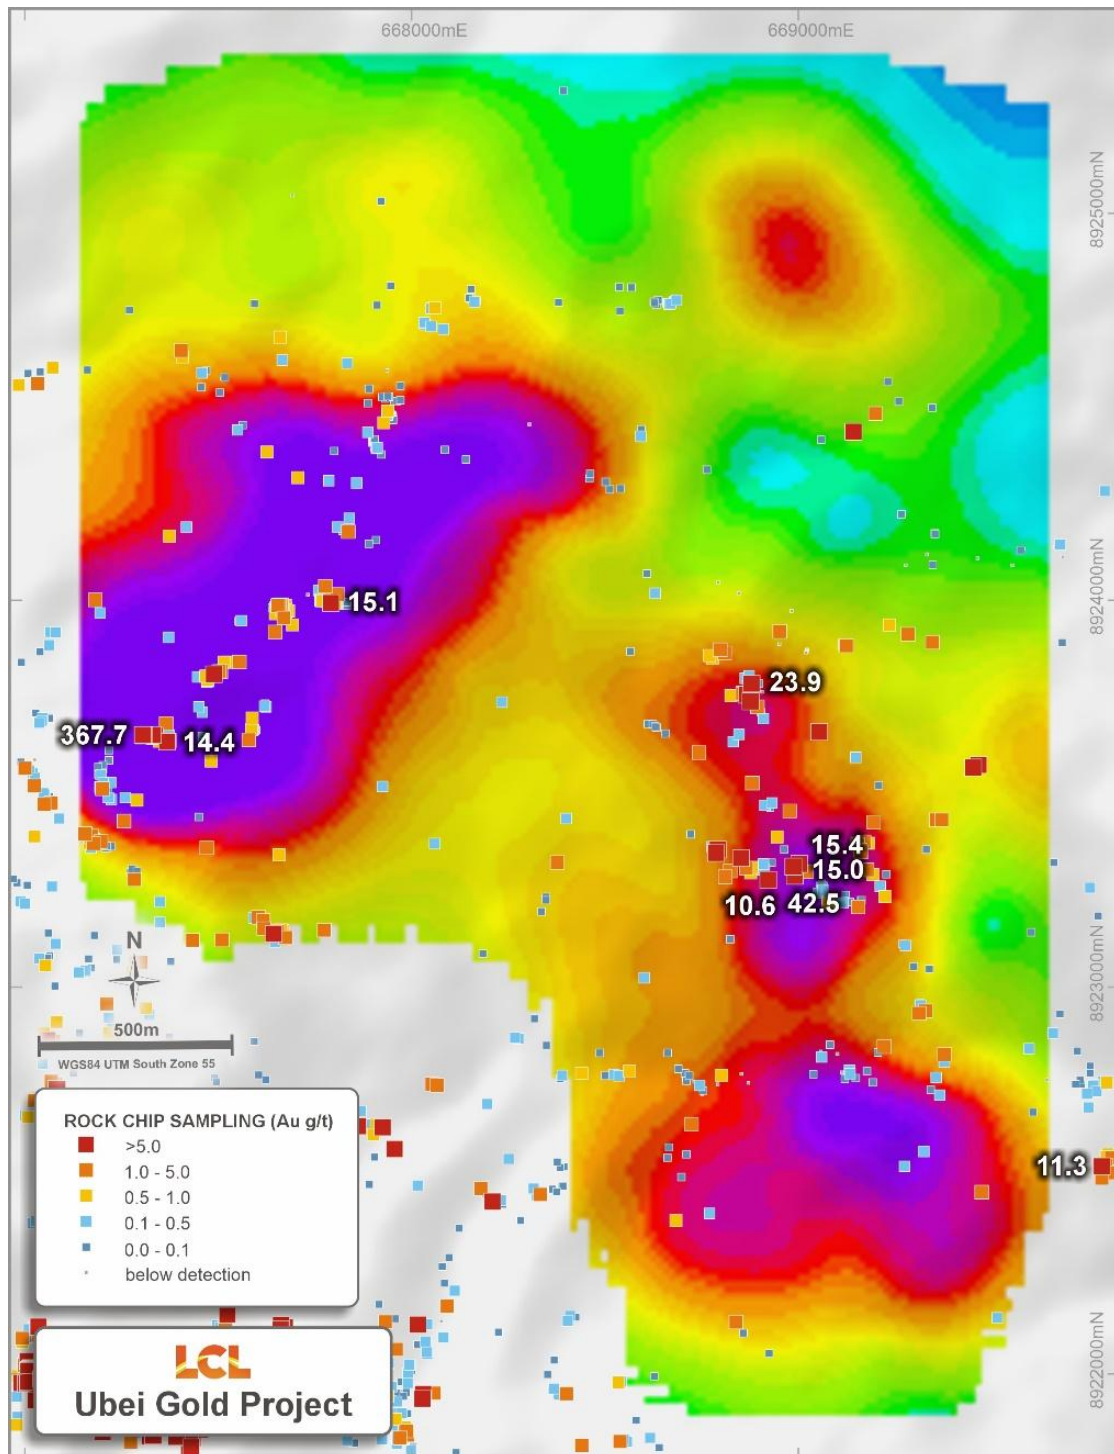 668000mE
669000mE
8925000mN
8924000mN
15.1
23.9
367.7
14.4
15.4
15.0
10.6
42.5
N
8923000mN
500m
WGS84 UTM South Zone 55
ROCK CHIP SAMPLING (Au g/t)
>5.0
1.0 - 5.0
0.5 - 1.0
0.1 - 0.5
0.0 - 0.1
below detection
11.3
LCL
Ubei Gold Project
8922000mN